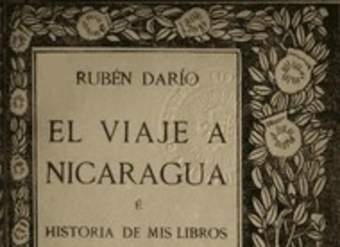 RUBÉN DARÍO
EL VIAJE A
NICARAGUA
É
HISTORIA DE MIS LIBROS